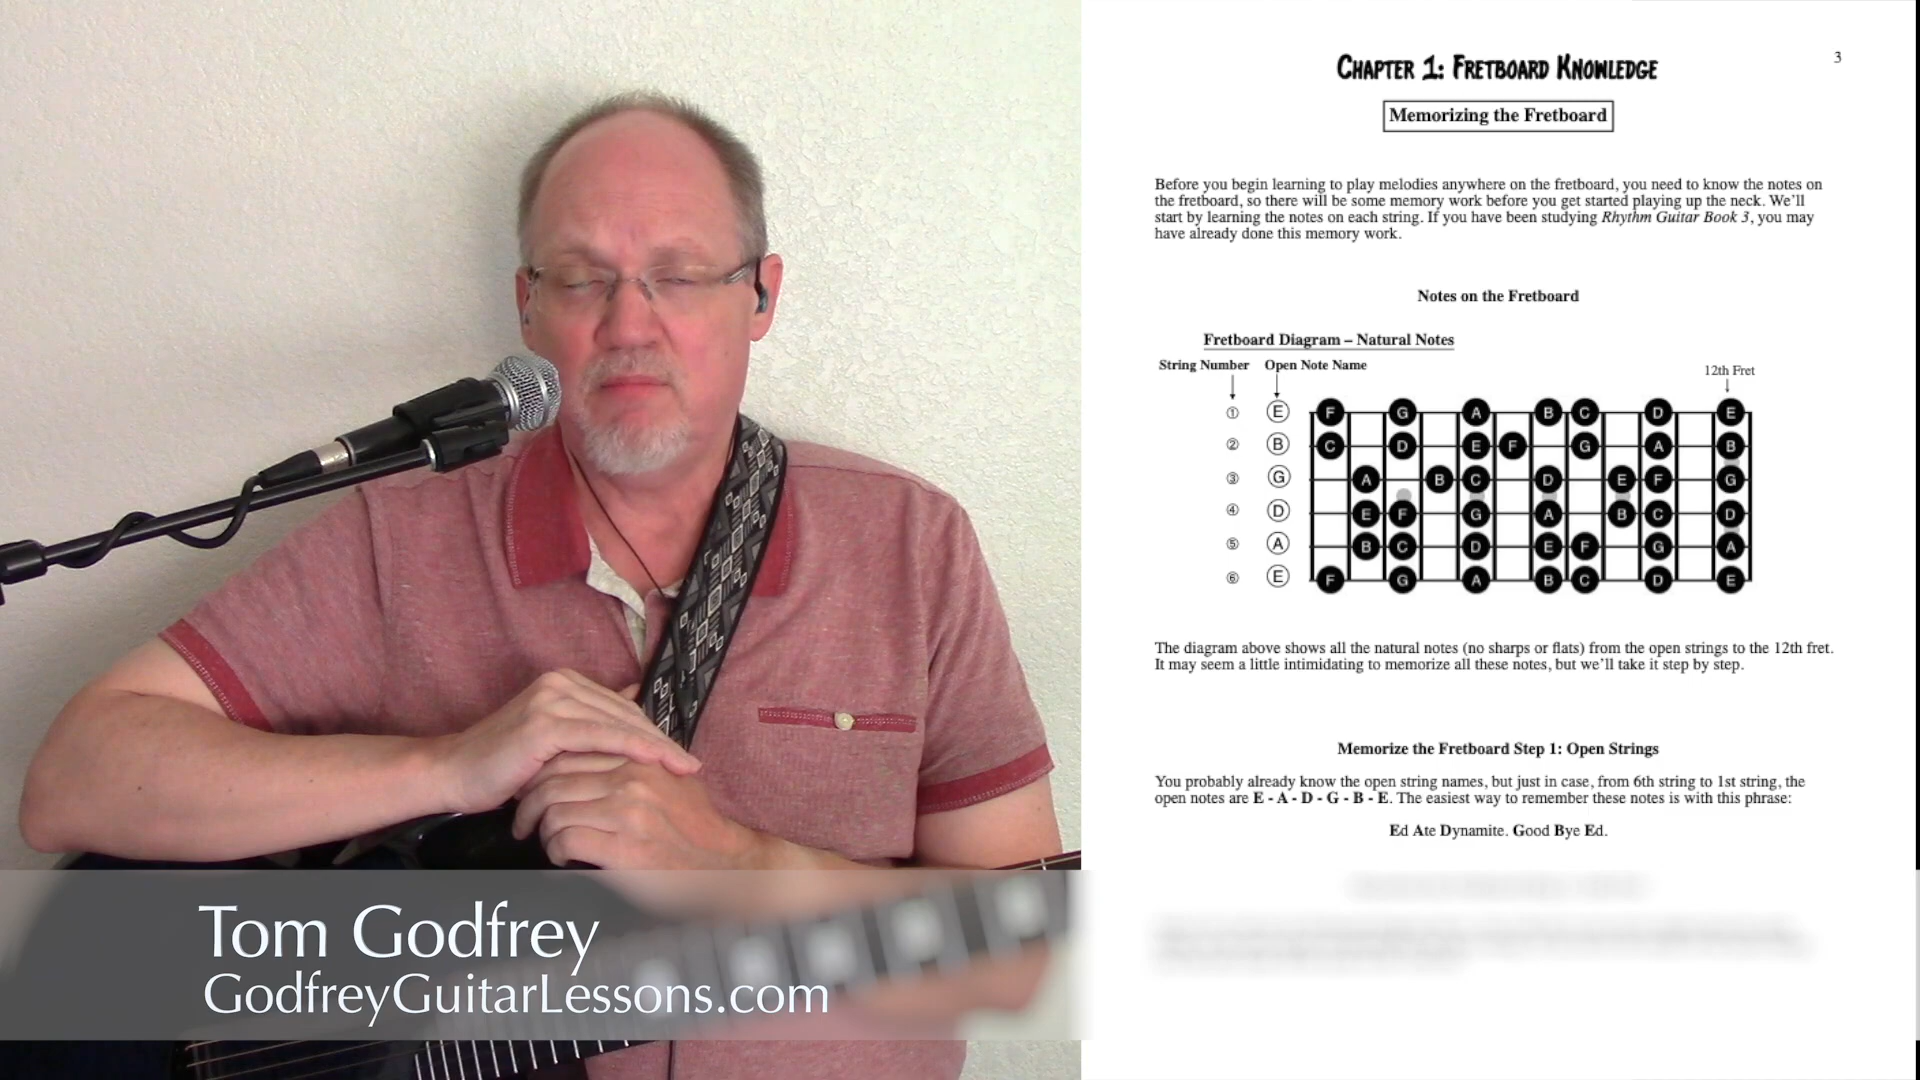 3
CHAPTER 1: FRETBOARD KNOWLEDGE
Memorizing the Fretboard
Before you begin learning to play melodies anywhere on the fretboard, you need to know the notes on
the fretboard, so there will be some memory work before you get started playing up the neck. We'll
start by learning the notes on each string. If you have been studying Rhythm Guitar Book 3, you may
have already done this memory work.
Notes on the Fretboard
Fretboard Diagram – Natural Notes
String Number Open Note Name 12th Fret
① E F G A B C D E
② B C D E F G A B
③ G A B C D E F G
④ D E F G A B C D
⑤ A B C D E F G A
⑥ E F G A B C D E
The diagram above shows all the natural notes (no sharps or flats) from the open strings to the 12th fret.
It may seem a little intimidating to memorize all these notes, but we'll take it step by step.
Memorize the Fretboard Step 1: Open Strings
You probably already know the open string names, but just in case, from 6th string to 1st string, the
open notes are E - A - D - G - B - E. The easiest way to remember these notes is with this phrase:
Ed Ate Dynamite. Good Bye Ed.
Tom Godfrey
GodfreyGuitarLessons.com